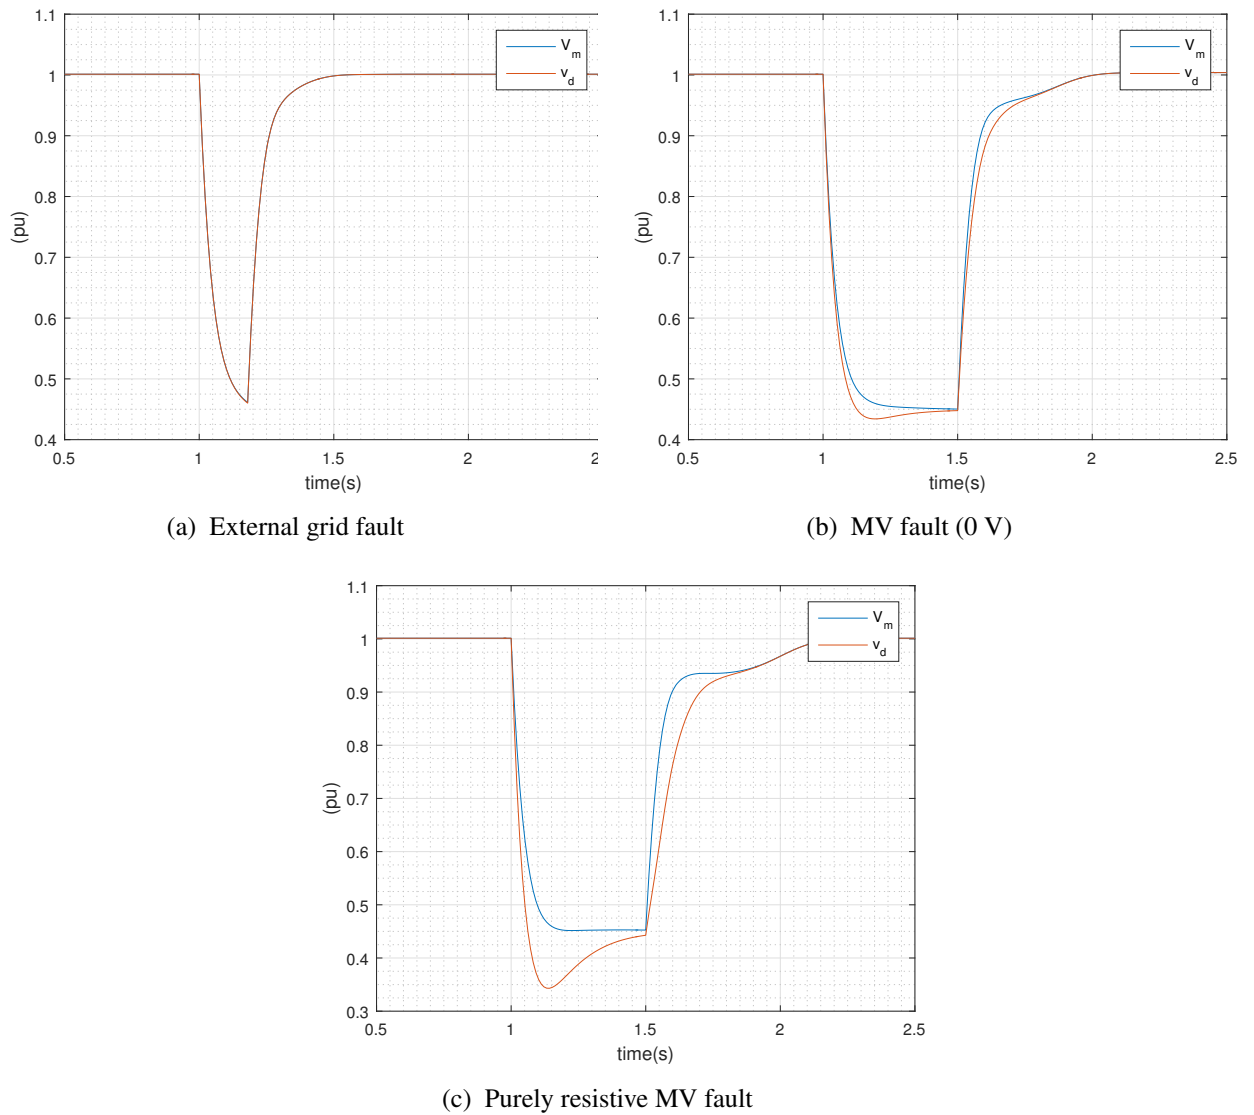 1.1
1
0.9
0.8
0.7
0.6
0.5
0.4
(pu)
0.5 1 1.5 2 2
time(s)
V_m
v_d
(a) External grid fault
1.1
1
0.9
0.8
0.7
0.6
0.5
0.4
(pu)
0.5 1 1.5 2 2.5
time(s)
V_m
v_d
(b) MV fault (0 V)
1.1
1
0.9
0.8
0.7
0.6
0.5
0.4
0.3
(pu)
0.5 1 1.5 2 2.5
time(s)
V_m
v_d
(c) Purely resistive MV fault